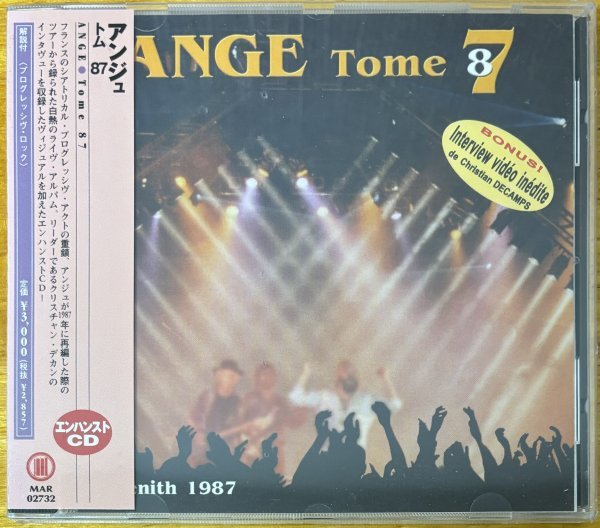 アンジュ
トム 87
ANGE●Tome 87
フランスのシアトリカル・プログレッシヴ・アクトの重鎮、アンジュが1987年に再編した際の
ツアーから録られた白熱のライヴ・アルバム。リーダーであるクリスチャン・デカンの
インタヴューを収録したヴィジュアルを加えたエンハンストCD!
解説付 (プログレッシヴ・ロック)
定価 ¥3,000 (税抜 ¥2,857)
エンハンスト
CD
MAR
02732
ANGE Tome 87
BONUS!
Interview vidéo inédite
de Christian DECAMPS
enith 1987